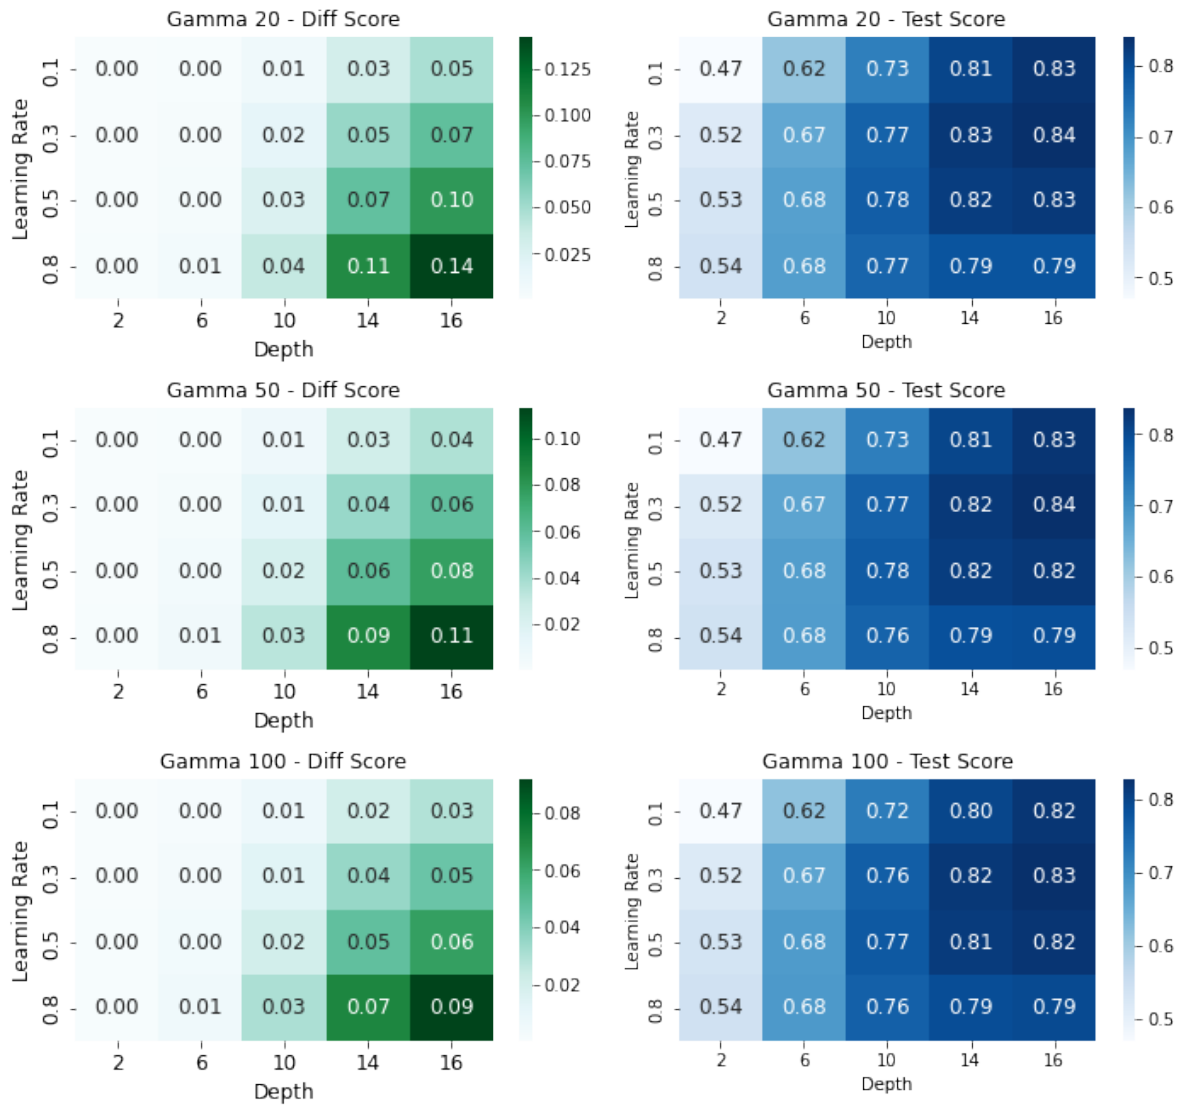 Gamma 20 - Diff Score
Learning Rate
0.1 0.00 0.00 0.01 0.03 0.05
0.3 0.00 0.00 0.02 0.05 0.07
0.5 0.00 0.00 0.03 0.07 0.10
0.8 0.00 0.01 0.04 0.11 0.14
2 6 10 14 16
Depth
0.125
0.100
0.075
0.050
0.025
Gamma 20 - Test Score
Learning Rate
0.1 0.47 0.62 0.73 0.81 0.83
0.3 0.52 0.67 0.77 0.83 0.84
0.5 0.53 0.68 0.78 0.82 0.83
0.8 0.54 0.68 0.77 0.79 0.79
2 6 10 14 16
Depth
0.8
0.7
0.6
0.5
Gamma 50 - Diff Score
Learning Rate
0.1 0.00 0.00 0.01 0.03 0.04
0.3 0.00 0.00 0.01 0.04 0.06
0.5 0.00 0.00 0.02 0.06 0.08
0.8 0.00 0.01 0.03 0.09 0.11
2 6 10 14 16
Depth
0.10
0.08
0.06
0.04
0.02
Gamma 50 - Test Score
Learning Rate
0.1 0.47 0.62 0.73 0.81 0.83
0.3 0.52 0.67 0.77 0.82 0.84
0.5 0.53 0.68 0.78 0.82 0.82
0.8 0.54 0.68 0.76 0.79 0.79
2 6 10 14 16
Depth
0.8
0.7
0.6
0.5
Gamma 100 - Diff Score
Learning Rate
0.1 0.00 0.00 0.01 0.02 0.03
0.3 0.00 0.00 0.01 0.04 0.05
0.5 0.00 0.00 0.02 0.05 0.06
0.8 0.00 0.01 0.03 0.07 0.09
2 6 10 14 16
Depth
0.08
0.06
0.04
0.02
Gamma 100 - Test Score
Learning Rate
0.1 0.47 0.62 0.72 0.80 0.82
0.3 0.52 0.67 0.76 0.82 0.83
0.5 0.53 0.68 0.77 0.81 0.82
0.8 0.54 0.68 0.76 0.79 0.79
2 6 10 14 16
Depth
0.8
0.7
0.6
0.5